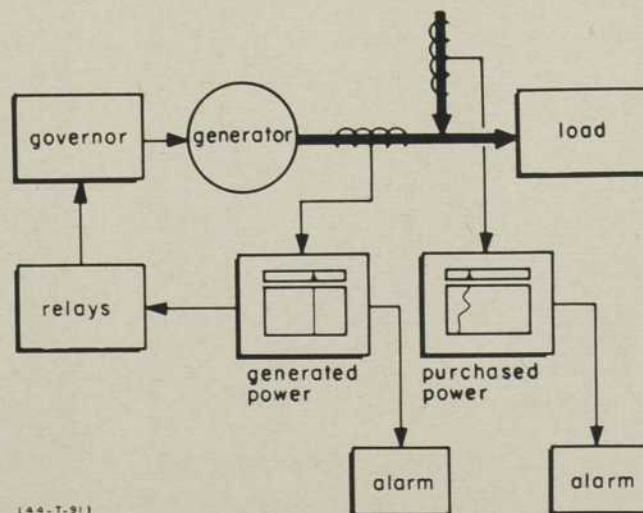 governor
generator
load
relays
generated
power
purchased
power
alarm
alarm